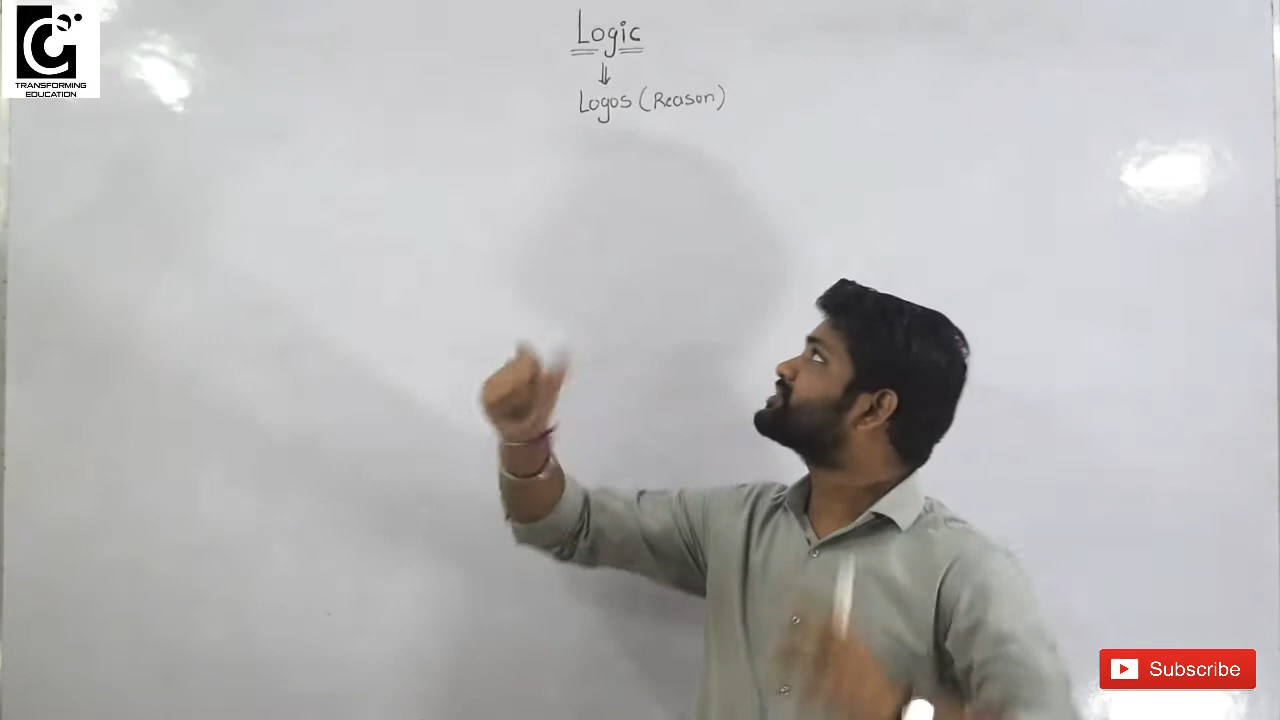 TRANSFORMING
EDUCATION
Logic
⇓
Logos (Reason)
Subscribe